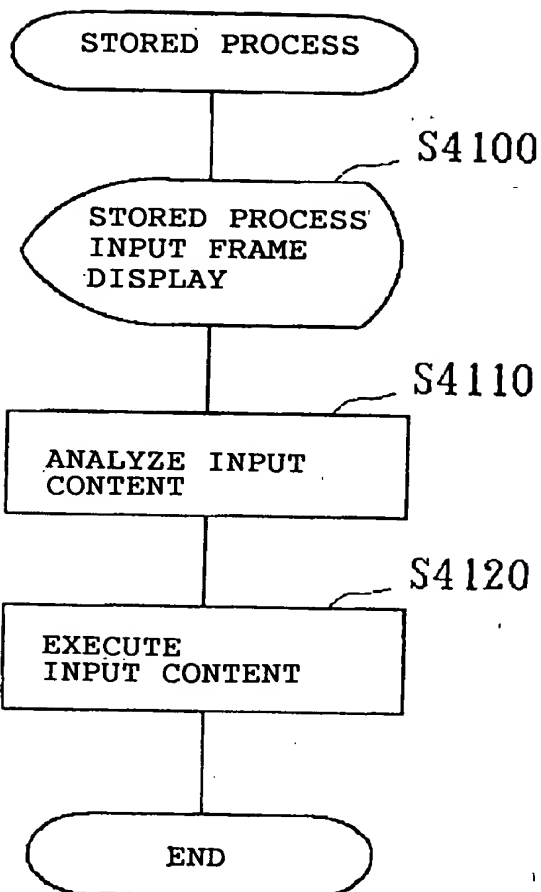 STORED PROCESS
S4100
STORED PROCESS
INPUT FRAME
DISPLAY
S4110
ANALYZE INPUT
CONTENT
S4120
EXECUTE
INPUT CONTENT
END